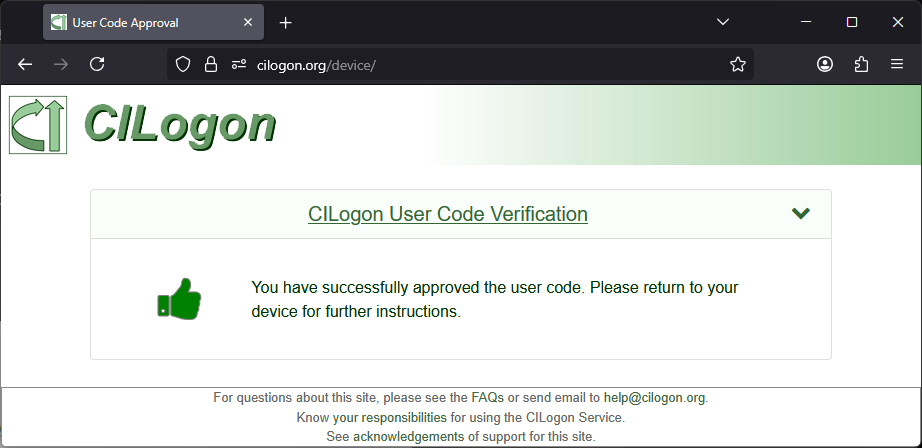 User Code Approval
cilogon.org/device/
CILogon
CILogon User Code Verification
You have successfully approved the user code. Please return to your
device for further instructions.
For questions about this site, please see the FAQs or send email to help@cilogon.org.
Know your responsibilities for using the CILogon Service.
See acknowledgements of support for this site.